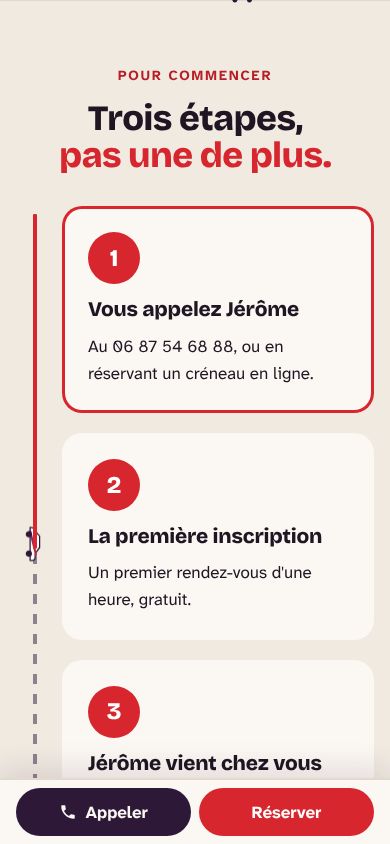 POUR COMMENCER
Trois étapes,
pas une de plus.
1
Vous appelez Jérôme
Au 06 87 54 68 88, ou en
réservant un créneau en ligne.
2
La première inscription
Un premier rendez-vous d'une
heure, gratuit.
3
Jérôme vient chez vous
Appeler
Réserver